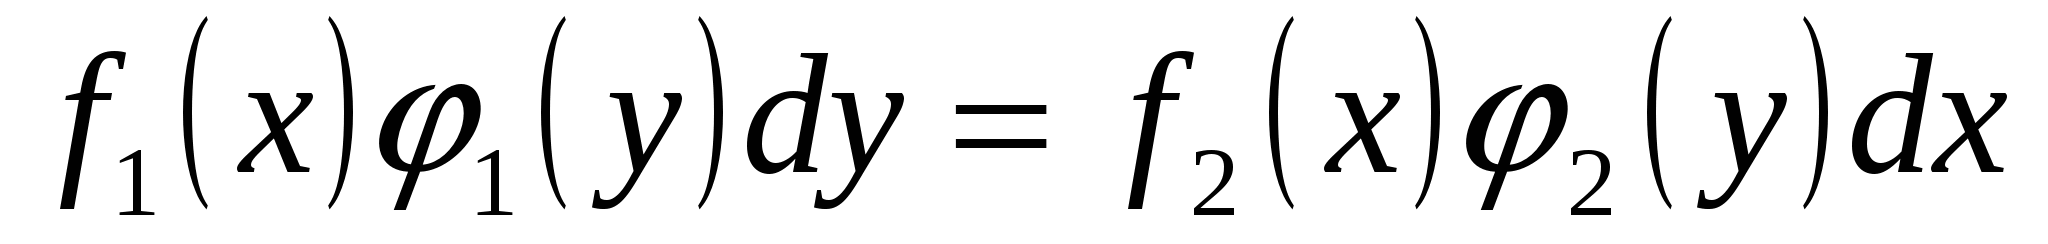 f₁(x)φ₁(y)dy = f₂(x)φ₂(y)dx